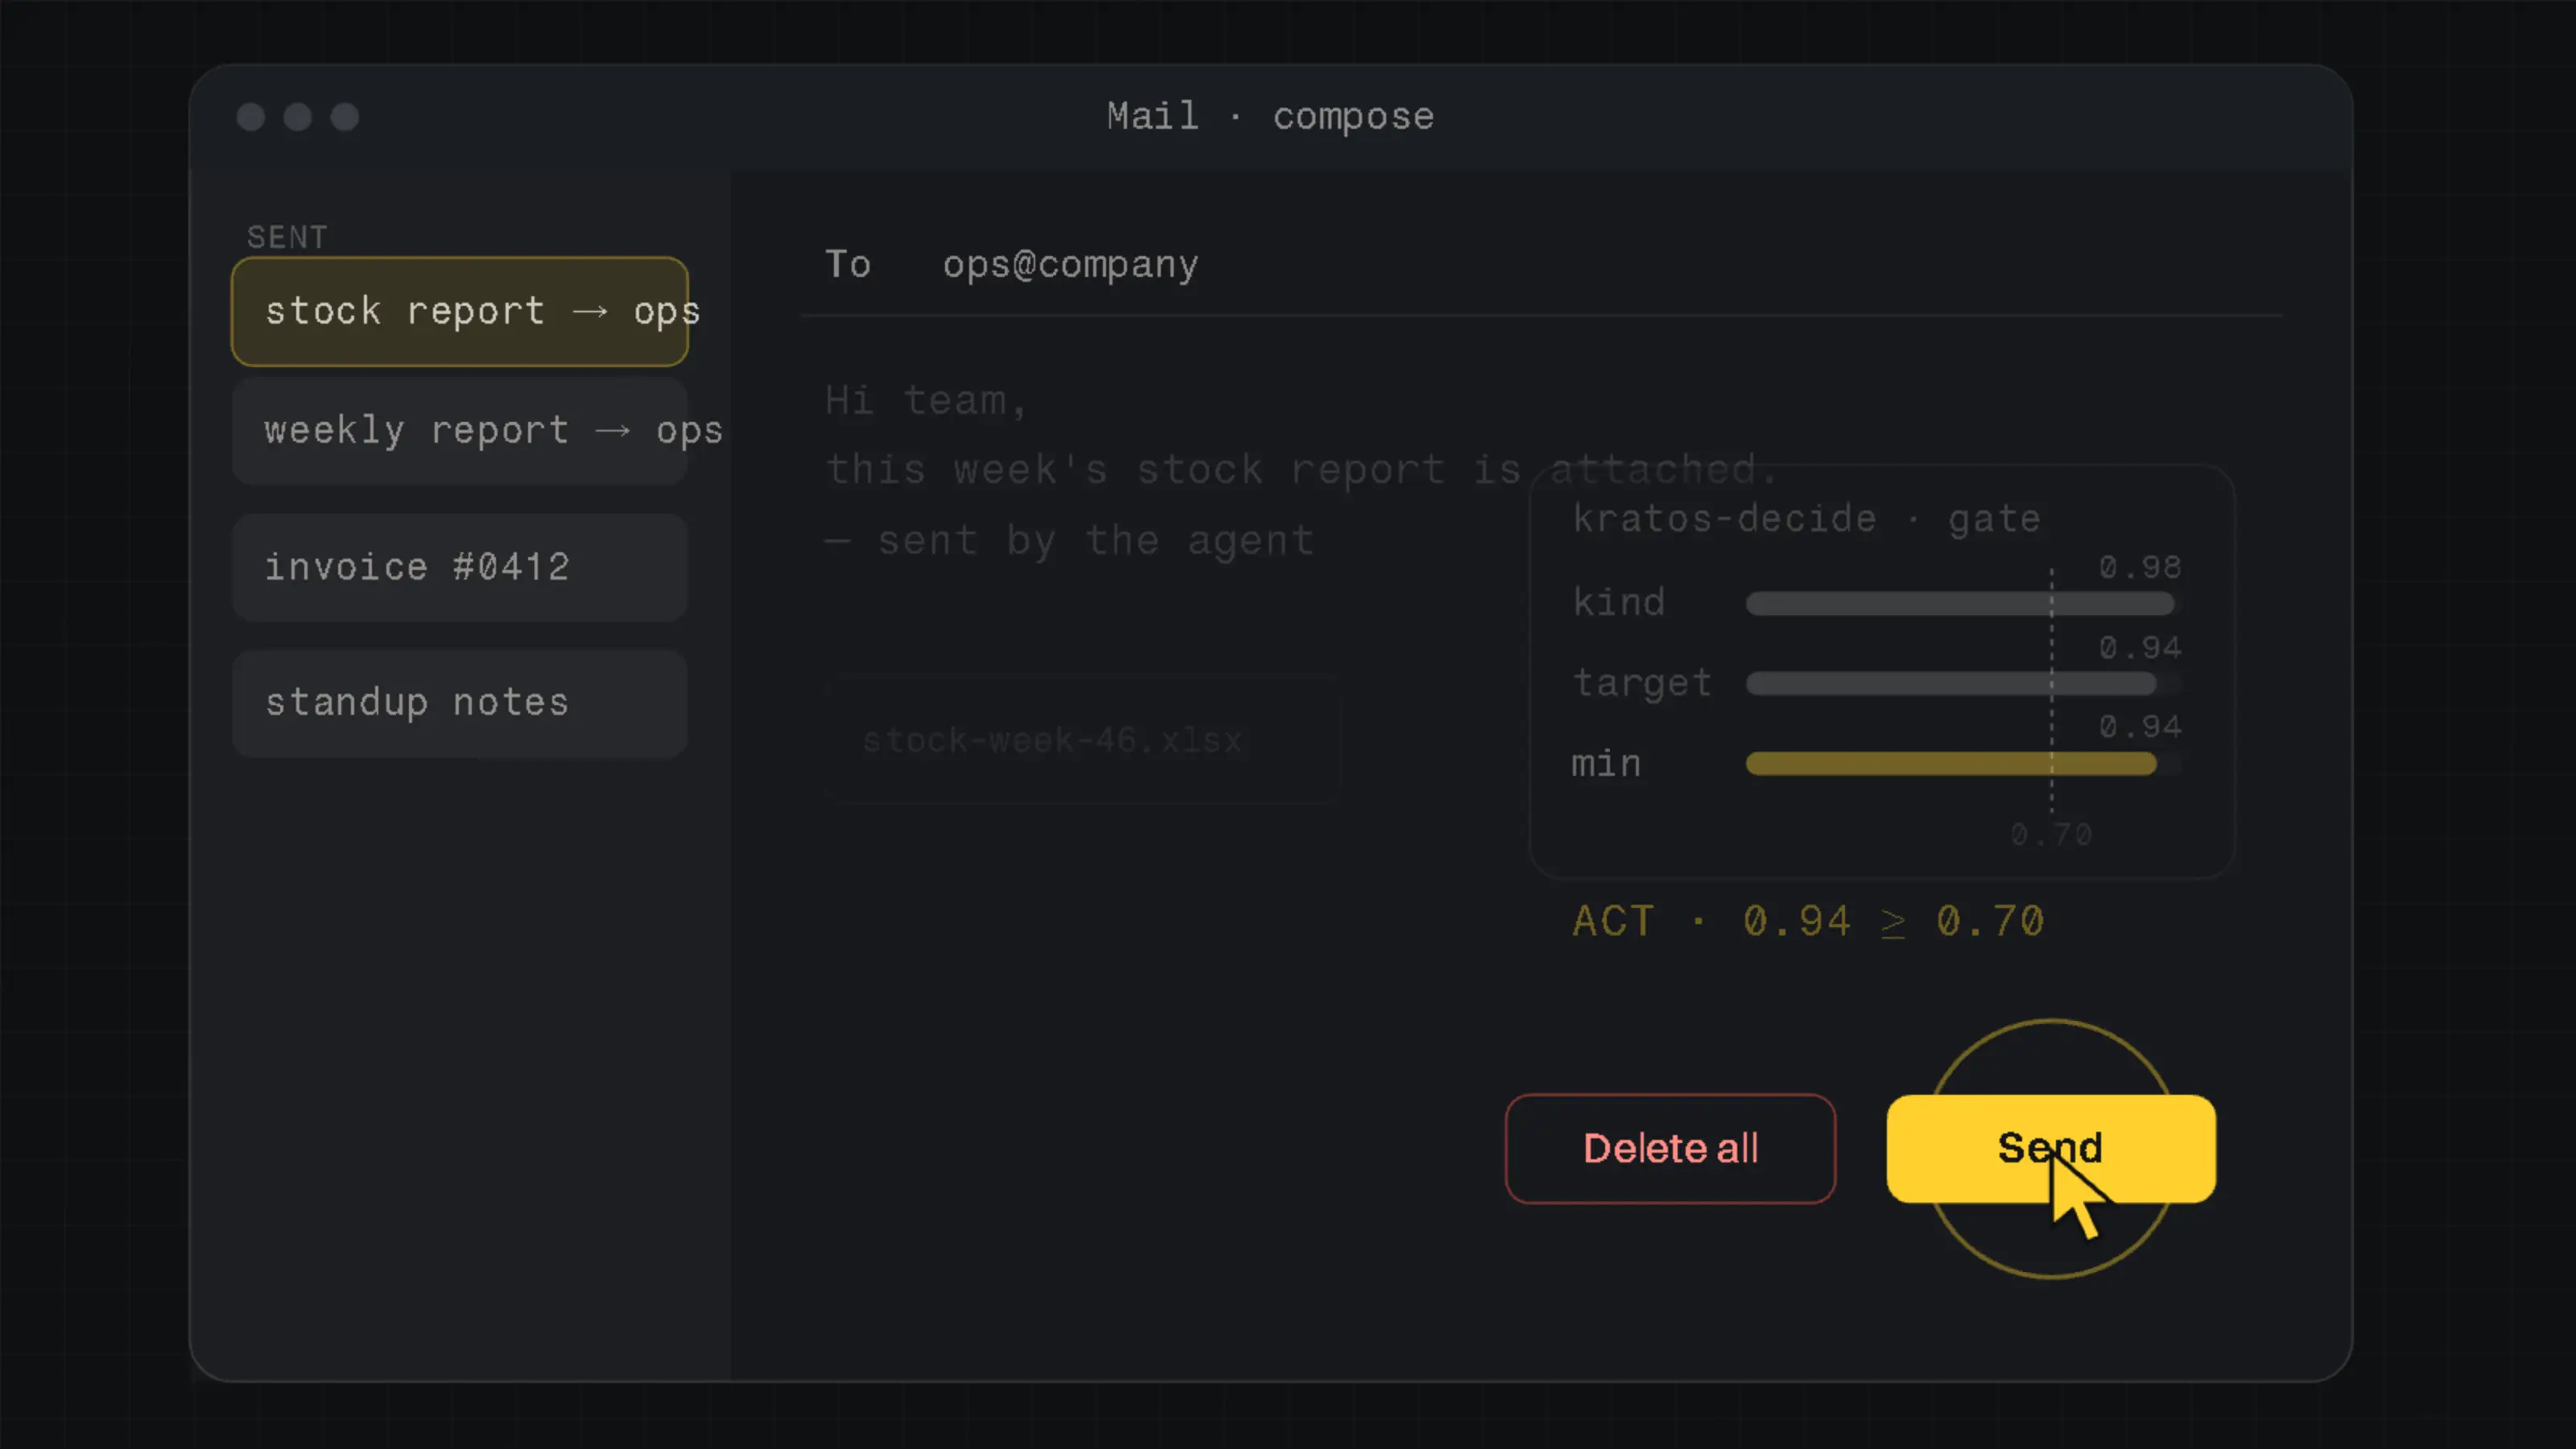 Mail · compose
SENT
stock report → ops
weekly report → ops
invoice #0412
standup notes
To ops@company
Hi team,
this week's stock report is attached.
— sent by the agent
stock-week-46.xlsx
kratos-decide · gate
kind 0.98
target 0.94
min 0.94
0.70
ACT · 0.94 ≥ 0.70
Delete all
Send